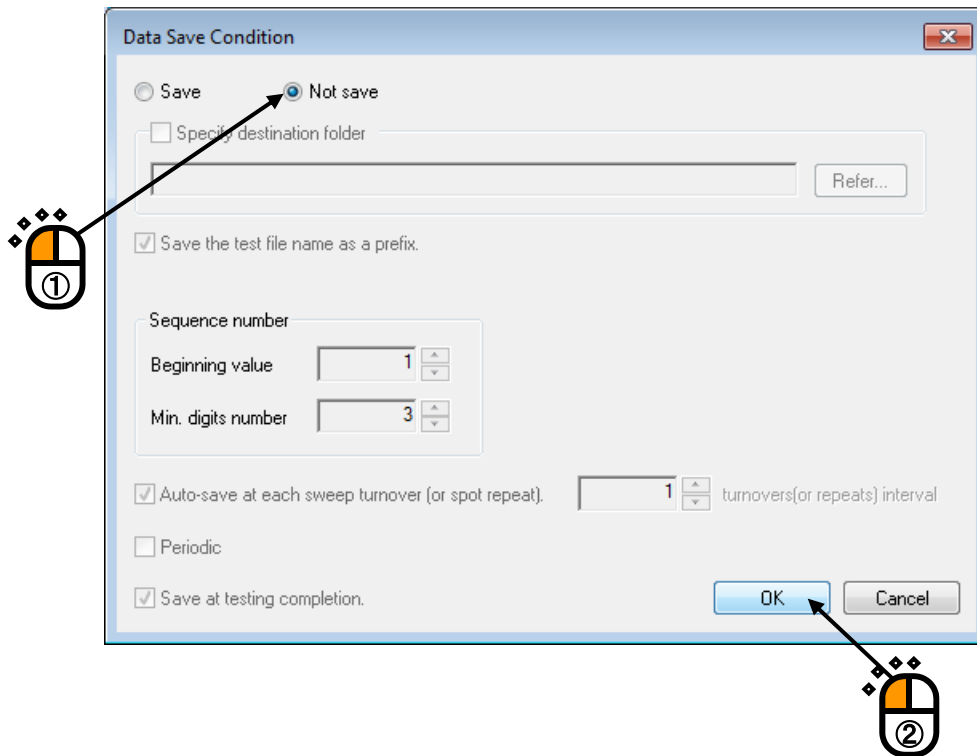 Data Save Condition
Save Not save
Specify destination folder
Refer...
Save the test file name as a prefix.
①
Sequence number
Beginning value 1
Min. digits number 3
Auto-save at each sweep turnover (or spot repeat). 1 turnovers(or repeats) interval
Periodic
Save at testing completion.
OK Cancel
②